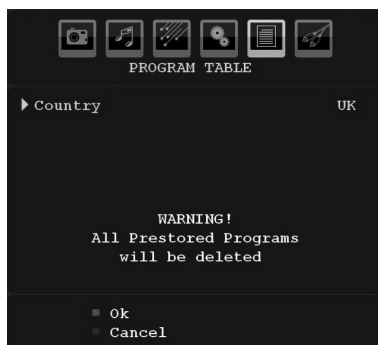 PROGRAM TABLE
Country UK
WARNING!
All Prestored Programs
will be deleted
Ok
Cancel